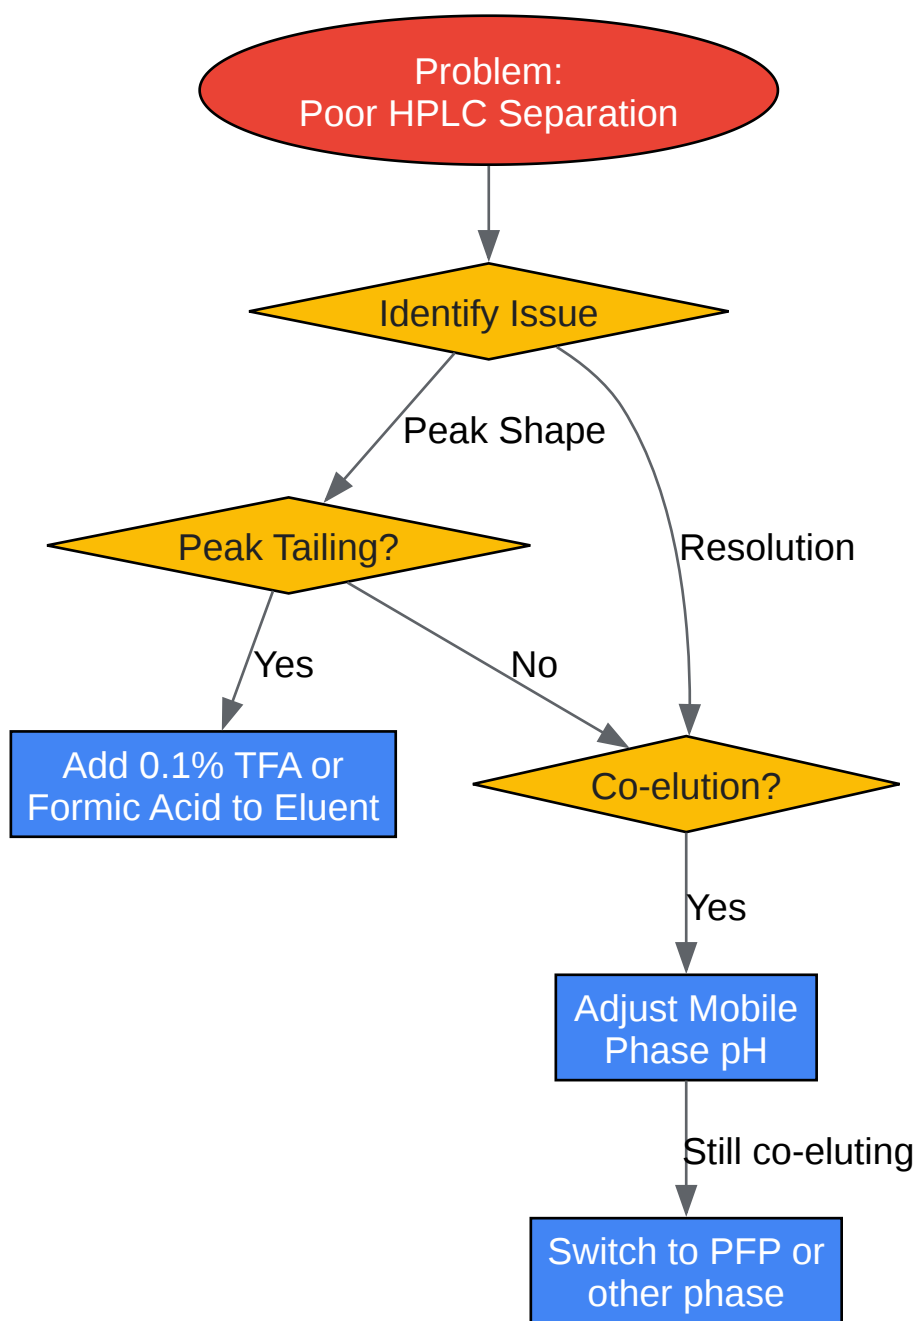 Problem:
Poor HPLC Separation
Identify Issue
Peak Shape
Peak Tailing?
Resolution
Yes
No
Add 0.1% TFA or
Formic Acid to Eluent
Co-elution?
Yes
Adjust Mobile
Phase pH
Still co-eluting
Switch to PFP or
other phase